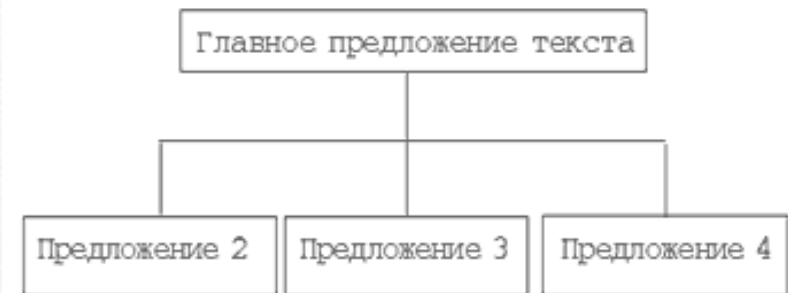 Главное предложение текста
Предложение 2
Предложение 3
Предложение 4